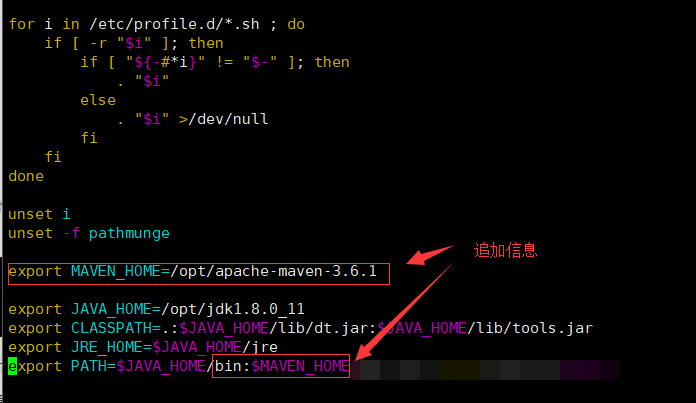 for i in /etc/profile.d/*.sh ; do
    if [ -r "$i" ]; then
        if [ "${-#*i}" != "$-" ]; then
            . "$i"
        else
            . "$i" >/dev/null
        fi
    fi
done
unset i
unset -f pathmunge
追加信息
export MAVEN_HOME=/opt/apache-maven-3.6.1
export JAVA_HOME=/opt/jdk1.8.0_11
export CLASSPATH=.:$JAVA_HOME/lib/dt.jar:$JAVA_HOME/lib/tools.jar
export JRE_HOME=$JAVA_HOME/jre
export PATH=$JAVA_HOME/bin:$MAVEN_HOME